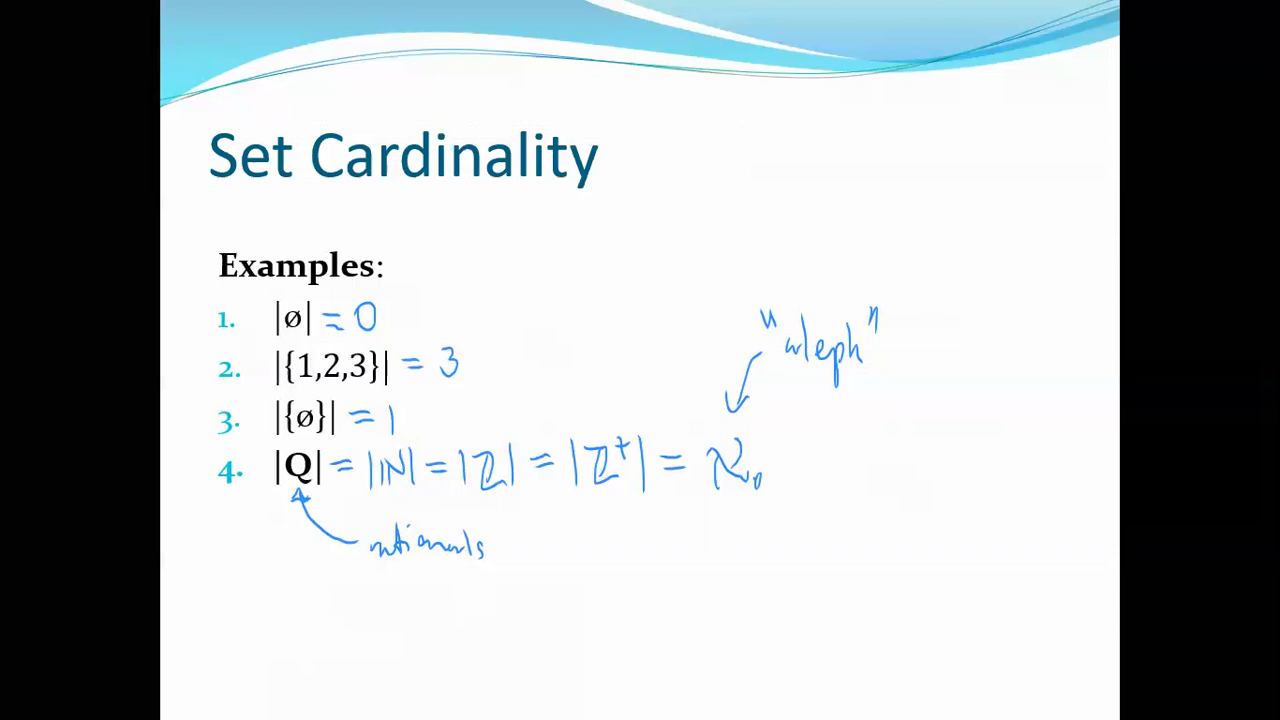 Set Cardinality
Examples:
1. |ø| = 0
2. |{1,2,3}| = 3
3. |{ø}| = 1
4. |Q| = |ℕ| = |ℤ| = |ℤ⁺| = ℵ₀
"aleph"
rationals